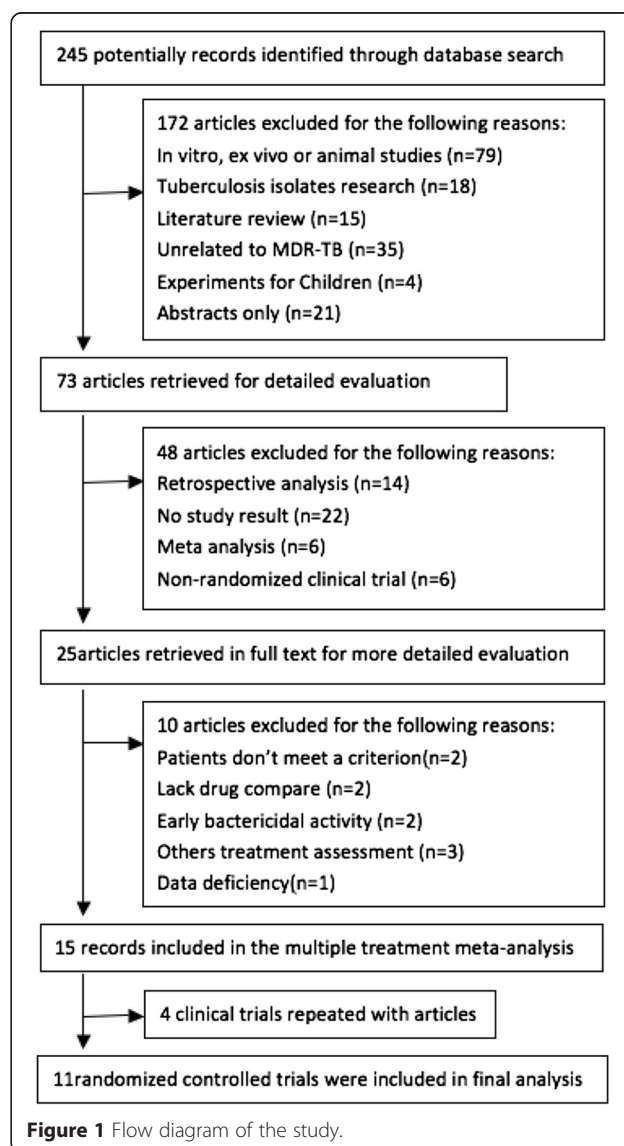 245 potentially records identified through database search
172 articles excluded for the following reasons:
In vitro, ex vivo or animal studies (n=79)
Tuberculosis isolates research (n=18)
Literature review (n=15)
Unrelated to MDR-TB (n=35)
Experiments for Children (n=4)
Abstracts only (n=21)
73 articles retrieved for detailed evaluation
48 articles excluded for the following reasons:
Retrospective analysis (n=14)
No study result (n=22)
Meta analysis (n=6)
Non-randomized clinical trial (n=6)
25articles retrieved in full text for more detailed evaluation
10 articles excluded for the following reasons:
Patients don't meet a criterion(n=2)
Lack drug compare (n=2)
Early bactericidal activity (n=2)
Others treatment assessment (n=3)
Data deficiency(n=1)
15 records included in the multiple treatment meta-analysis
4 clinical trials repeated with articles
11randomized controlled trials were included in final analysis
Figure 1 Flow diagram of the study.